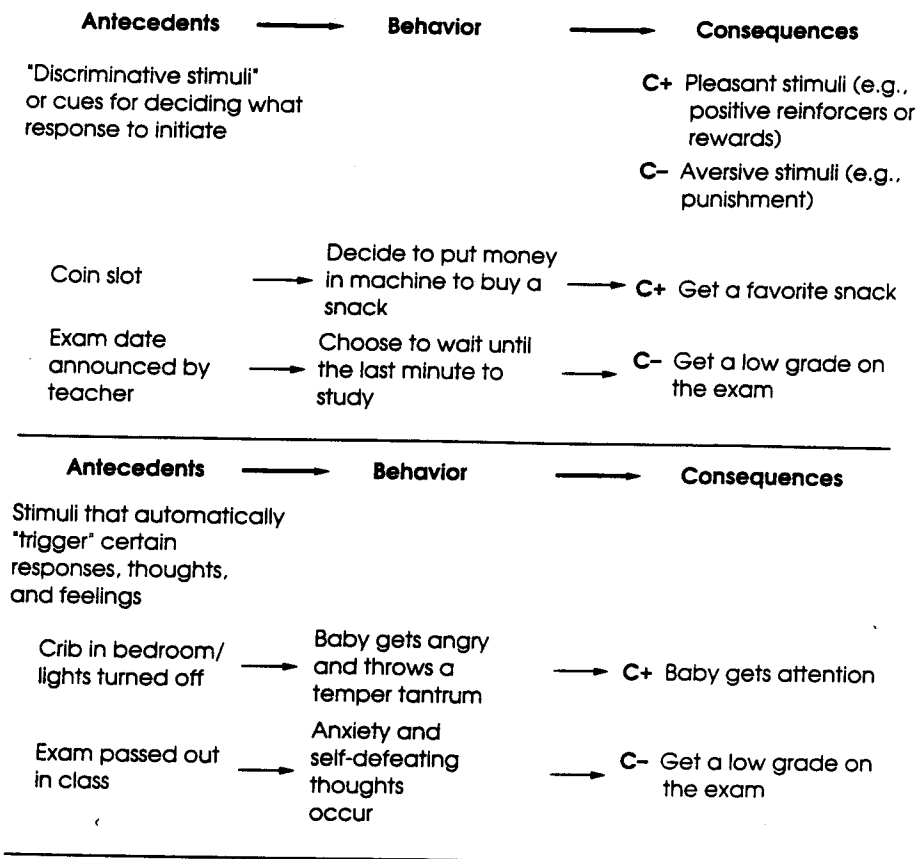 Antecedents Behavior Consequences
"Discriminative stimuli"
or cues for deciding what
response to initiate
C+ Pleasant stimuli (e.g.,
positive reinforcers or
rewards)
C– Aversive stimuli (e.g.,
punishment)
Coin slot
Decide to put money
in machine to buy a
snack
C+ Get a favorite snack
Exam date
announced by
teacher
Choose to wait until
the last minute to
study
C– Get a low grade on
the exam
Antecedents Behavior Consequences
Stimuli that automatically
"trigger" certain
responses, thoughts,
and feelings
Crib in bedroom/
lights turned off
Baby gets angry
and throws a
temper tantrum
C+ Baby gets attention
Exam passed out
in class
Anxiety and
self-defeating
thoughts
occur
C– Get a low grade on
the exam